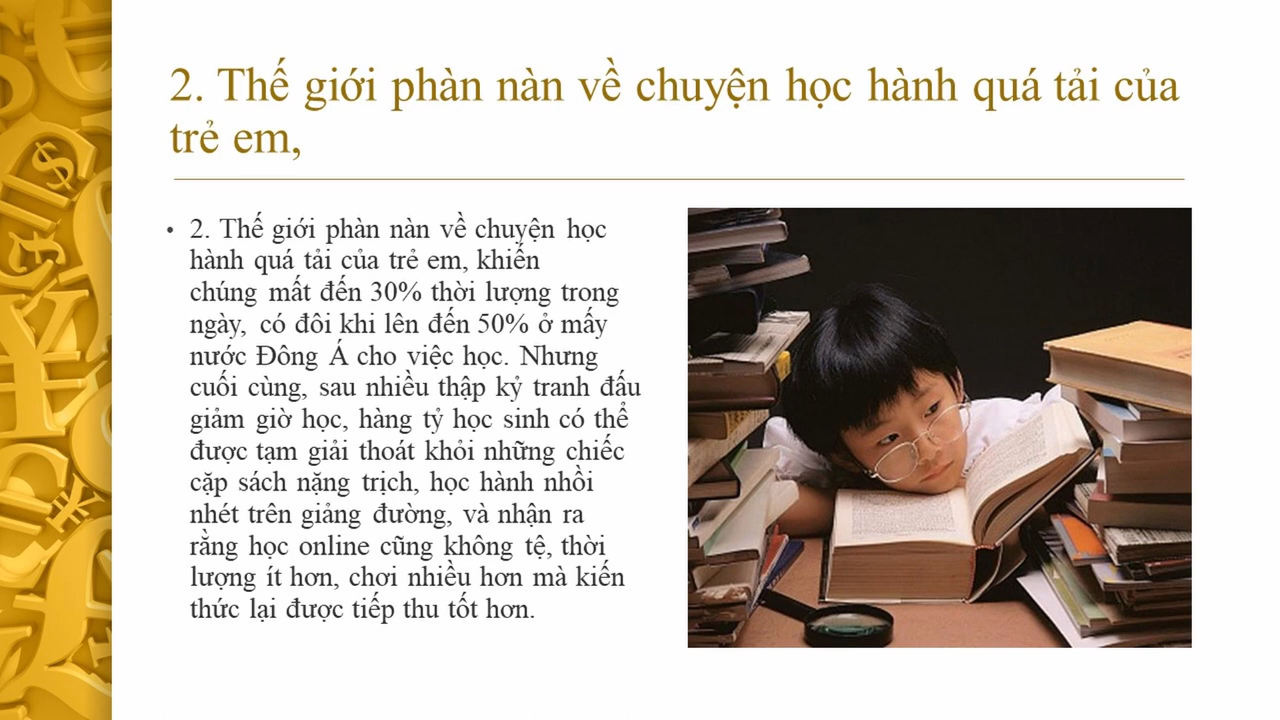 2. Thế giới phàn nàn về chuyện học hành quá tải của
trẻ em,
• 2. Thế giới phàn nàn về chuyện học
hành quá tải của trẻ em, khiến
chúng mất đến 30% thời lượng trong
ngày, có đôi khi lên đến 50% ở mấy
nước Đông Á cho việc học. Nhưng
cuối cùng, sau nhiều thập kỷ tranh đấu
giảm giờ học, hàng tỷ học sinh có thể
được tạm giải thoát khỏi những chiếc
cặp sách nặng trịch, học hành nhồi
nhét trên giảng đường, và nhận ra
rằng học online cũng không tệ, thời
lượng ít hơn, chơi nhiều hơn mà kiến
thức lại được tiếp thu tốt hơn.